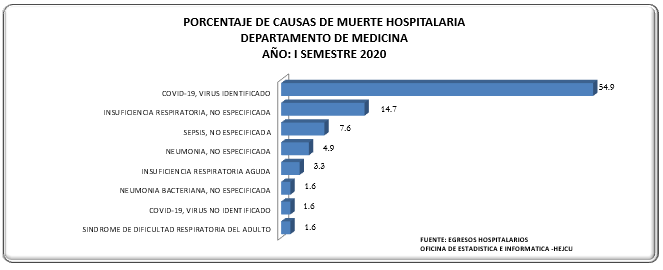 PORCENTAJE DE CAUSAS DE MUERTE HOSPITALARIA
DEPARTAMENTO DE MEDICINA
AÑO: I SEMESTRE 2020
COVID-19, VIRUS IDENTIFICADO 54.9
INSUFICIENCIA RESPIRATORIA, NO ESPECIFICADA 14.7
SEPSIS, NO ESPECIFICADA 7.6
NEUMONIA, NO ESPECIFICADA 4.9
INSUFICIENCIA RESPIRATORIA AGUDA 3.3
NEUMONIA BACTERIANA, NO ESPECIFICADA 1.6
COVID-19, VIRUS NO IDENTIFICADO 1.6
SINDROME DE DIFICULTAD RESPIRATORIA DEL ADULTO 1.6
FUENTE: EGRESOS HOSPITALARIOS
OFICINA DE ESTADISTICA E INFORMATICA -HEJCU